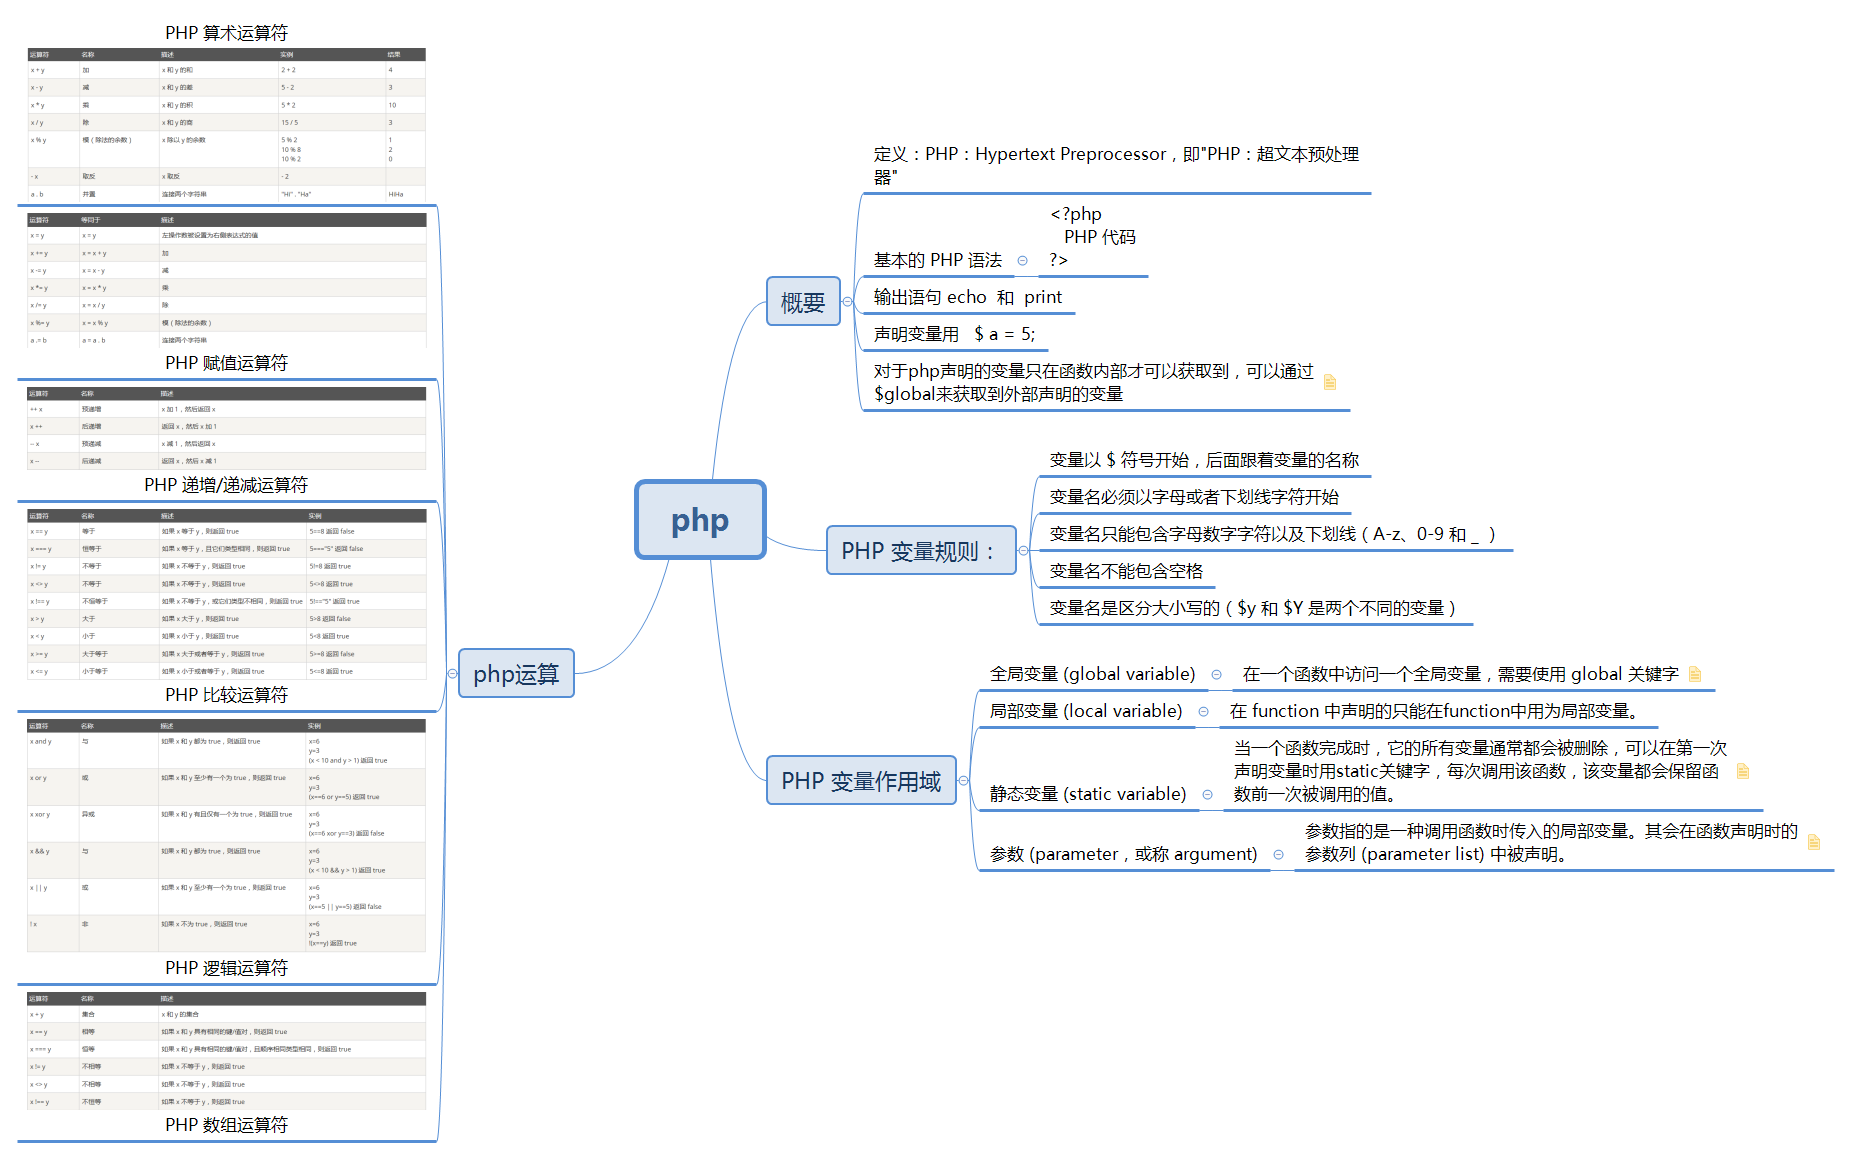 PHP 算术运算符
运算符 名称 描述 实例 结果
x + y 加 x 和 y 的和 2 + 2 4
x - y 减 x 和 y 的差 5 - 2 3
x * y 乘 x 和 y 的积 5 * 2 10
x / y 除 x 和 y 的商 15 / 5 3
x % y 模（除法的余数） x 除以 y 的余数 5 % 2 1
10 % 8 2
10 % 2 0
- x 取反 x 取反 - 2
a . b 并置 连接两个字符串 "Hi" . "Ha" HiHa
运算符 等同于 描述
x = y x = y 左操作数被设置为右侧表达式的值
x += y x = x + y 加
x -= y x = x - y 减
x *= y x = x * y 乘
x /= y x = x / y 除
x %= y x = x % y 模（除法的余数）
a .= b a = a . b 连接两个字符串
PHP 赋值运算符
运算符 名称 描述
++ x 预递增 x 加 1，然后返回 x
x ++ 后递增 返回 x，然后 x 加 1
-- x 预递减 x 减 1，然后返回 x
x -- 后递减 返回 x，然后 x 减 1
PHP 递增/递减运算符
运算符 名称 描述 实例
x == y 等于 如果 x 等于 y，则返回 true 5==8 返回 false
x === y 恒等于 如果 x 等于 y，且它们类型相同，则返回 true 5==="5" 返回 false
x != y 不等于 如果 x 不等于 y，则返回 true 5!=8 返回 true
x <> y 不等于 如果 x 不等于 y，则返回 true 5<>8 返回 true
x !== y 不恒等于 如果 x 不等于 y，或它们类型不相同，则返回 true 5!=="5" 返回 true
x > y 大于 如果 x 大于 y，则返回 true 5>8 返回 false
x < y 小于 如果 x 小于 y，则返回 true 5<8 返回 true
x >= y 大于等于 如果 x 大于或者等于 y，则返回 true 5>=8 返回 false
x <= y 小于等于 如果 x 小于或者等于 y，则返回 true 5<=8 返回 true
PHP 比较运算符
运算符 名称 描述 实例
x and y 与 如果 x 和 y 都为 true，则返回 true x=6
y=3
(x < 10 and y > 1) 返回 true
x or y 或 如果 x 和 y 至少有一个为 true，则返回 true x=6
y=3
(x==6 or y==5) 返回 true
x xor y 异或 如果 x 和 y 有且仅有一个为 true，则返回 true x=6
y=3
(x==6 xor y==3) 返回 false
x && y 与 如果 x 和 y 都为 true，则返回 true x=6
y=3
(x < 10 && y > 1) 返回 true
x || y 或 如果 x 和 y 至少有一个为 true，则返回 true x=6
y=3
(x==5 || y==5) 返回 false
! x 非 如果 x 不为 true，则返回 true x=6
y=3
!(x==y) 返回 true
PHP 逻辑运算符
运算符 名称 描述
x + y 集合 x 和 y 的集合
x == y 相等 如果 x 和 y 具有相同的键/值对，则返回 true
x === y 恒等 如果 x 和 y 具有相同的键/值对，且顺序相同类型相同，则返回 true
x != y 不相等 如果 x 不等于 y，则返回 true
x <> y 不相等 如果 x 不等于 y，则返回 true
x !== y 不恒等 如果 x 不等于 y，则返回 true
PHP 数组运算符
php运算
php
概要
定义：PHP：Hypertext Preprocessor，即"PHP：超文本预处理
器"
基本的 PHP 语法
<?php
PHP 代码
?>
输出语句 echo 和 print
声明变量用 $ a = 5;
对于php声明的变量只在函数内部才可以获取到，可以通过
$global来获取到外部声明的变量
PHP 变量规则：
变量以 $ 符号开始，后面跟着变量的名称
变量名必须以字母或者下划线字符开始
变量名只能包含字母数字字符以及下划线（A-z、0-9 和 _ ）
变量名不能包含空格
变量名是区分大小写的（$y 和 $Y 是两个不同的变量）
PHP 变量作用域
全局变量 (global variable)
在一个函数中访问一个全局变量，需要使用 global 关键字
局部变量 (local variable)
在 function 中声明的只能在function中用为局部变量。
静态变量 (static variable)
当一个函数完成时，它的所有变量通常都会被删除，可以在第一次
声明变量时用static关键字，每次调用该函数，该变量都会保留函
数前一次被调用的值。
参数 (parameter，或称 argument)
参数指的是一种调用函数时传入的局部变量。其会在函数声明时的
参数列 (parameter list) 中被声明。